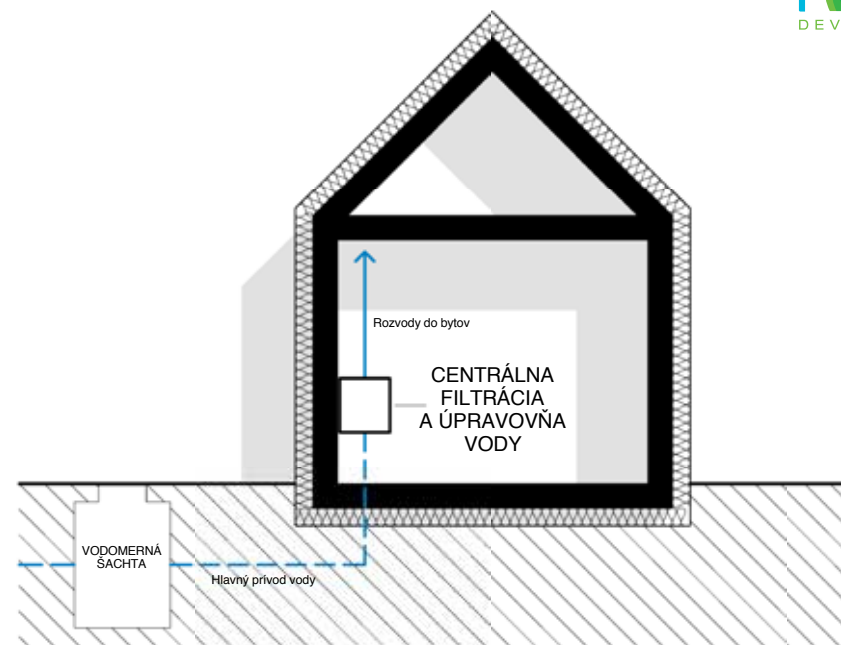 DEV
Rozvody do bytov
CENTRÁLNA
FILTRÁCIA
A ÚPRAVOVŇA
VODY
VODOMERNÁ
ŠACHTA
Hlavný prívod vody